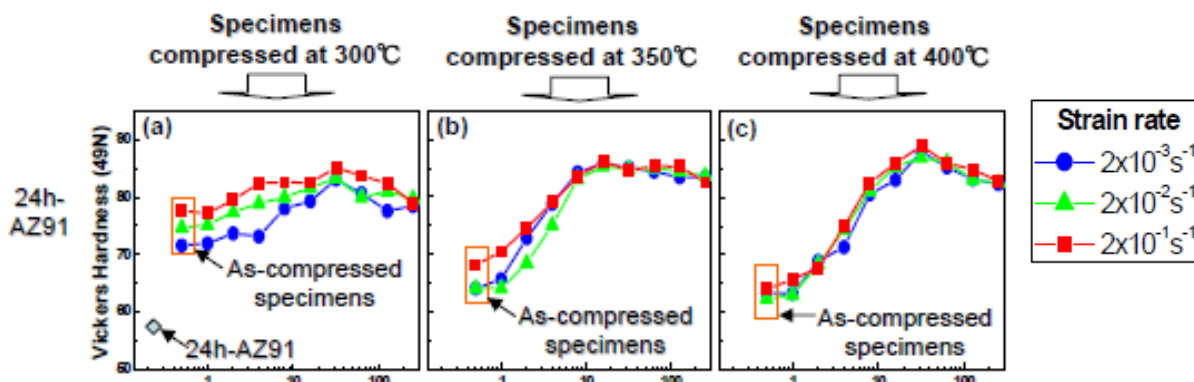 Specimens
compressed at 300℃
Specimens
compressed at 350℃
Specimens
compressed at 400℃
24h-
AZ91
Vickers Hardness (49N)
90
80
70
60
(a)
As-compressed
specimens
24h-AZ91
1
10
100
(b)
As-compressed
specimens
1
10
100
(c)
As-compressed
specimens
1
10
100
Strain rate
2x10⁻³s⁻¹
2x10⁻²s⁻¹
2x10⁻¹s⁻¹